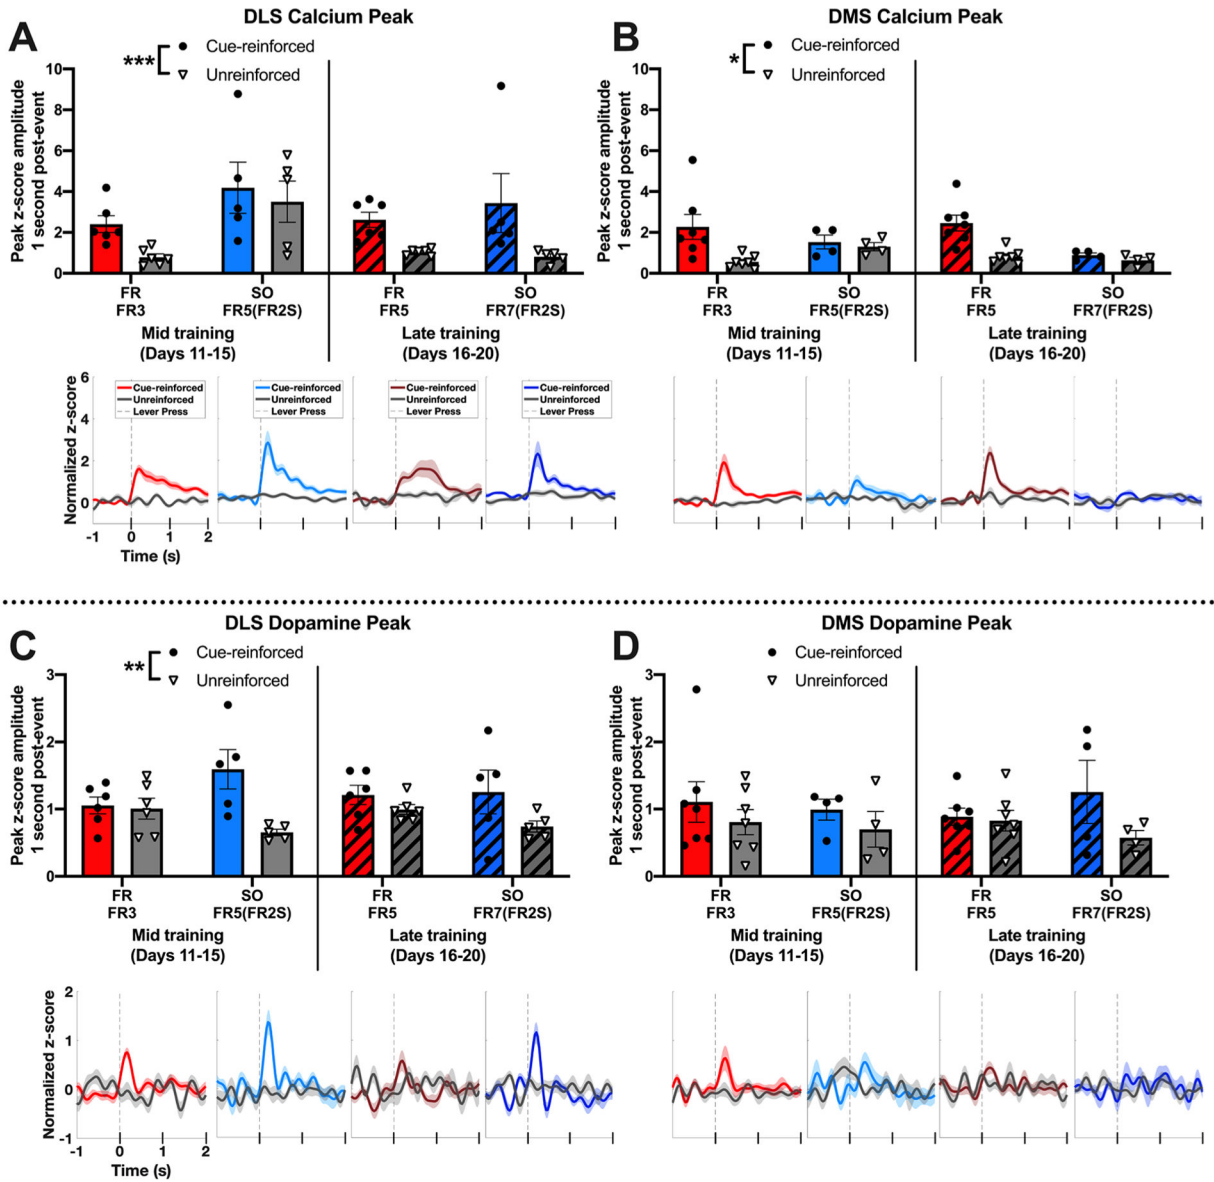 A
DLS Calcium Peak
*** Cue-reinforced
Unreinforced
Peak z-score amplitude
1 second post-event
10
8
6
4
2
0
FR SO FR SO
FR3 FR5(FR2S) FR5 FR7(FR2S)
Mid training Late training
(Days 11-15) (Days 16-20)
Normalized z-score
6
4
2
0
Cue-reinforced Cue-reinforced Cue-reinforced Cue-reinforced
Unreinforced Unreinforced Unreinforced Unreinforced
Lever Press Lever Press Lever Press Lever Press
-1 0 1 2
Time (s)
B
DMS Calcium Peak
* Cue-reinforced
Unreinforced
Peak z-score amplitude
1 second post-event
10
8
6
4
2
0
FR SO FR SO
FR3 FR5(FR2S) FR5 FR7(FR2S)
Mid training Late training
(Days 11-15) (Days 16-20)
C
DLS Dopamine Peak
** Cue-reinforced
Unreinforced
Peak z-score amplitude
1 second post-event
3
2
1
0
FR SO FR SO
FR3 FR5(FR2S) FR5 FR7(FR2S)
Mid training Late training
(Days 11-15) (Days 16-20)
Normalized z-score
2
1
0
-1
-1 0 1 2
Time (s)
D
DMS Dopamine Peak
Cue-reinforced
Unreinforced
Peak z-score amplitude
1 second post-event
3
2
1
0
FR SO FR SO
FR3 FR5(FR2S) FR5 FR7(FR2S)
Mid training Late training
(Days 11-15) (Days 16-20)